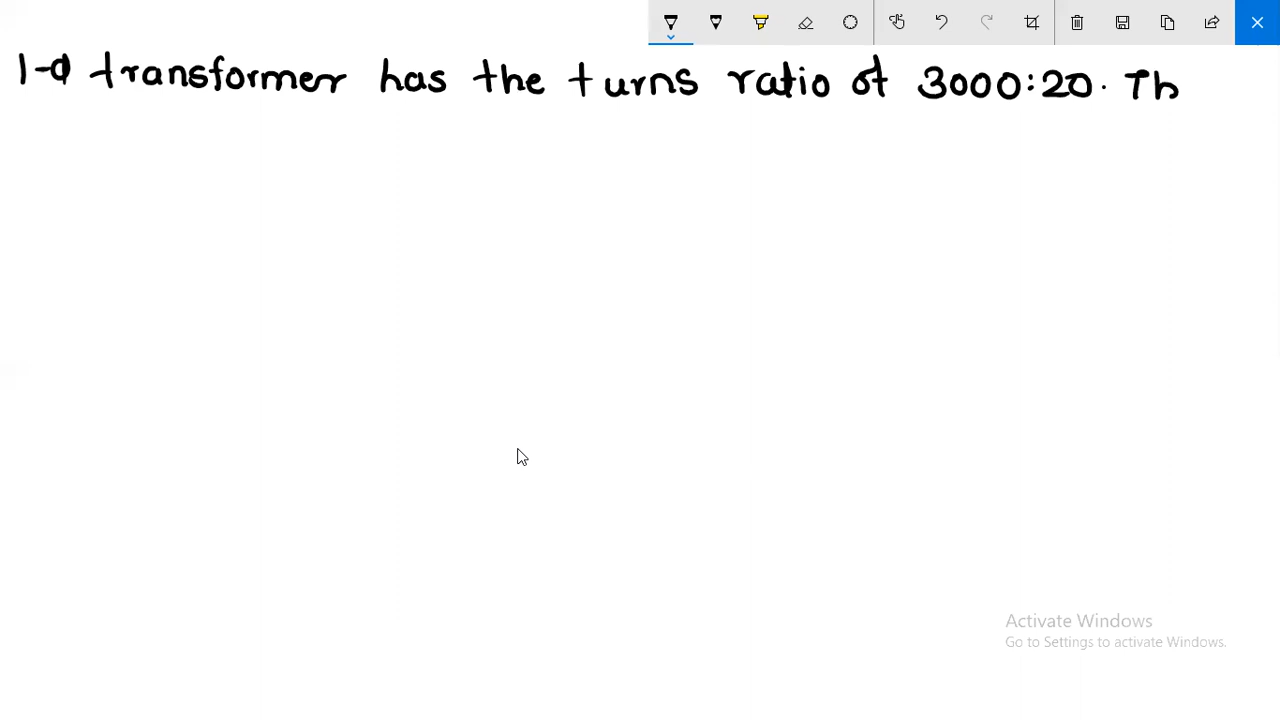 1-Φ transformer has the turns ratio of 3000:20. Th
Activate Windows
Go to Settings to activate Windows.